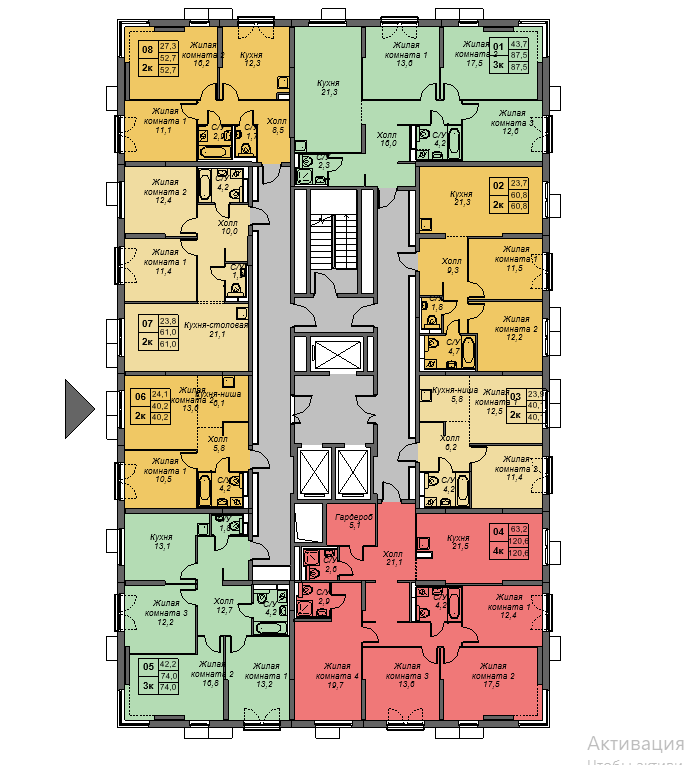 08
2к
27,3
52,7
52,7
Жилая
комната 2
16,2
Кухня
12,3
Жилая
комната 1
11,1
С/У
2,9
С/У
1,7
Холл
8,5
Кухня
21,3
Жилая
комната 1
13,6
Жилая
комната 2
17,5
01
3к
43,7
87,5
87,5
Жилая
комната 3
12,6
Холл
16,0
С/У
4,2
С/У
2,3
Жилая
комната 2
12,4
С/У
4,2
Холл
10,0
Жилая
комната 1
11,4
С/У
07
2к
23,8
61,0
61,0
Кухня-столовая
21,1
Кухня
21,3
02
2к
23,7
60,8
60,8
Холл
9,3
Жилая
комната 1
11,5
С/У
1,8
Жилая
комната 2
12,2
С/У
4,7
06
2к
24,1
40,2
40,2
Жилая
комната 2
13,6
Кухня-ниша
6,1
Холл
5,8
Жилая
комната 1
10,5
С/У
4,2
Кухня-ниша
5,8
Жилая
комната 1
12,5
03
2к
23,9
40,1
40,1
Холл
6,2
Жилая
комната 2
11,4
С/У
4,2
Кухня
13,1
С/У
1,8
Жилая
комната 3
12,2
Холл
12,7
С/У
4,2
05
3к
42,2
74,0
74,0
Жилая
комната 2
16,8
Жилая
комната 1
13,2
Гардероб
5,1
Кухня
21,5
04
4к
63,2
120,6
120,6
Холл
21,1
С/У
2,6
С/У
2,9
С/У
4,2
Жилая
комната 1
12,4
Жилая
комната 4
19,7
Жилая
комната 3
13,6
Жилая
комната 2
17,5
Активация